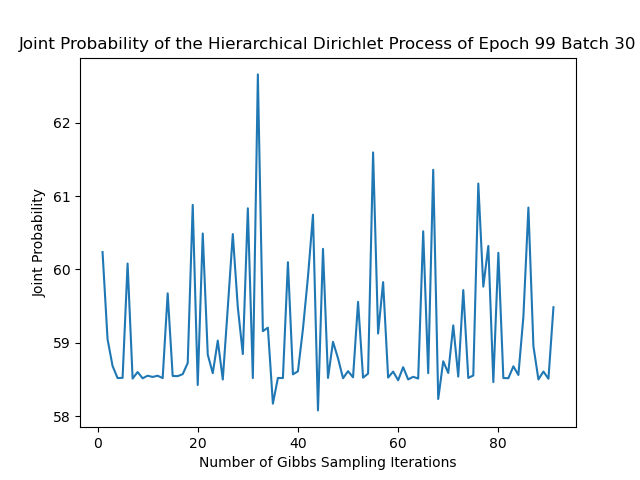 Joint Probability of the Hierarchical Dirichlet Process of Epoch 99 Batch 30
62
61
60
59
58
Joint Probability
0 20 40 60 80
Number of Gibbs Sampling Iterations